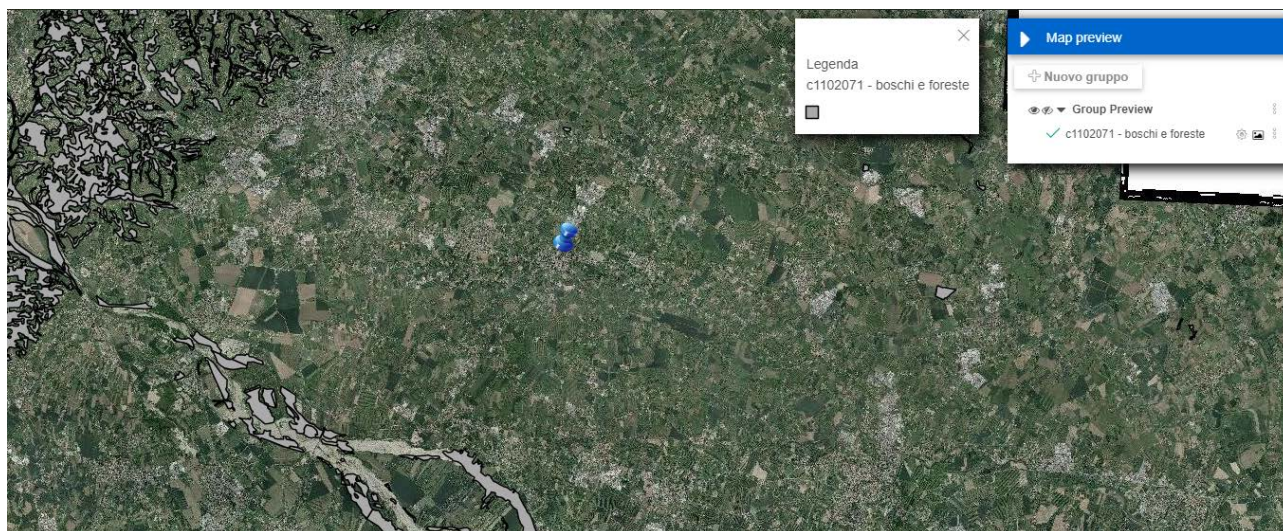 Legenda
c1102071 - boschi e foreste
Map preview
Nuovo gruppo
Group Preview
c1102071 - boschi e foreste